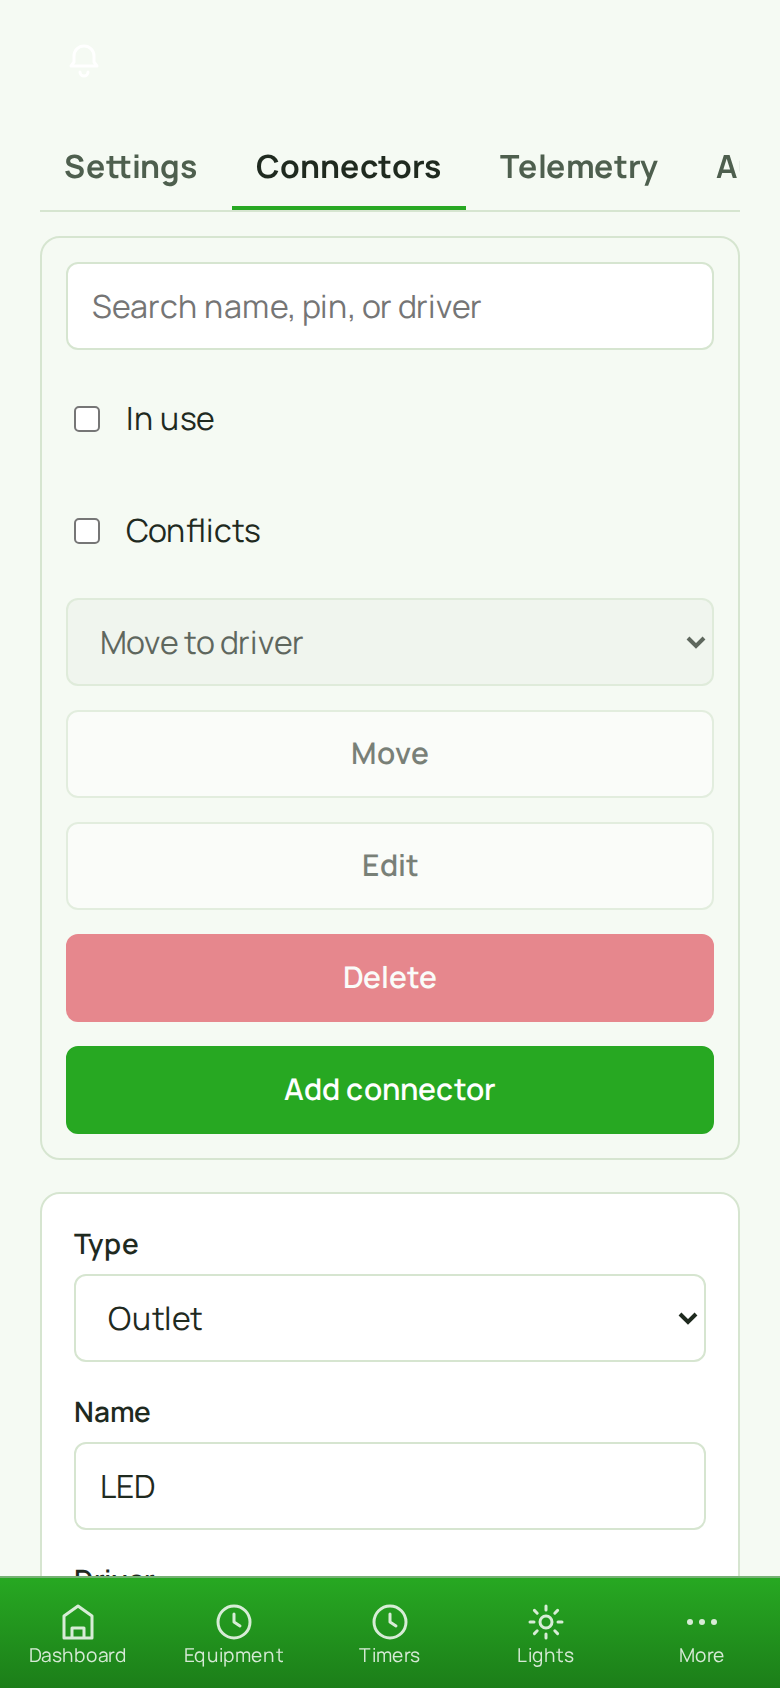 Settings Connectors Telemetry
Search name, pin, or driver
In use
Conflicts
Move to driver
Move
Edit
Delete
Add connector
Type
Outlet
Name
LED
Driver
Dashboard Equipment Timers Lights More